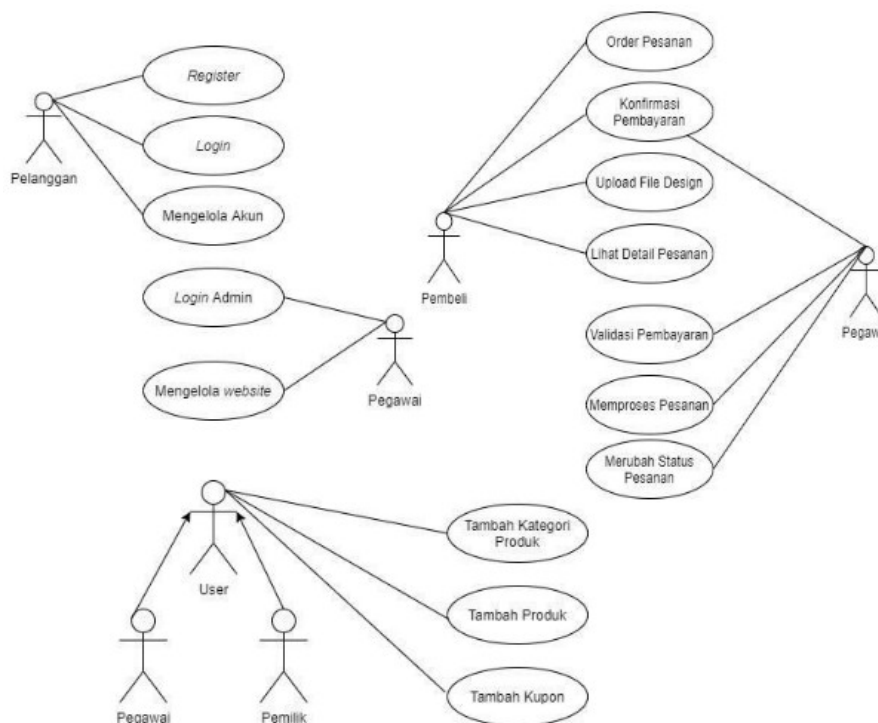 Register
Login
Pelanggan
Mengelola Akun
Login Admin
Mengelola website
Pegawai
Order Pesanan
Konfirmasi
Pembayaran
Upload File Design
Lihat Detail Pesanan
Pembeli
Pegaw
Validasi Pembayaran
Memproses Pesanan
Merubah Status
Pesanan
User
Tambah Kategori
Produk
Tambah Produk
Tambah Kupon
Pegawai
Pemilik